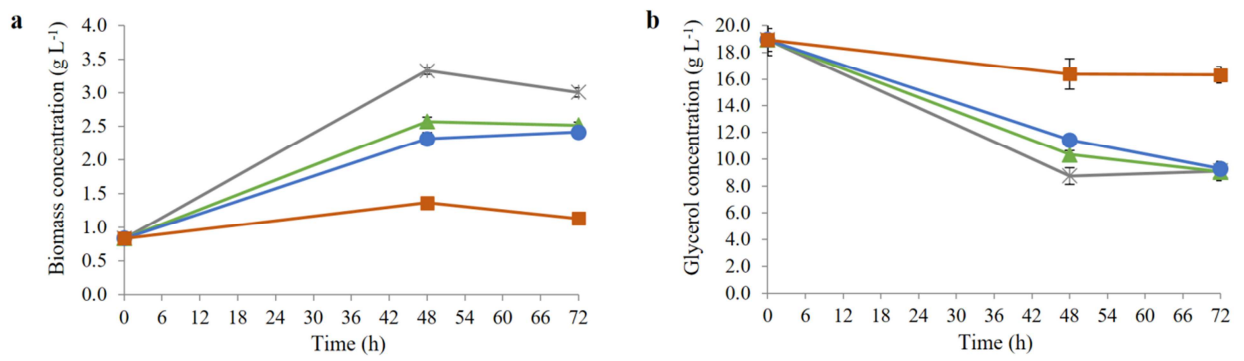 a
Biomass concentration (g L⁻¹)
4.0
3.5
3.0
2.5
2.0
1.5
1.0
0.5
0.0
0 6 12 18 24 30 36 42 48 54 60 66 72
Time (h)
b
Glycerol concentration (g L⁻¹)
20.0
18.0
16.0
14.0
12.0
10.0
8.0
6.0
4.0
2.0
0.0
0 6 12 18 24 30 36 42 48 54 60 66 72
Time (h)